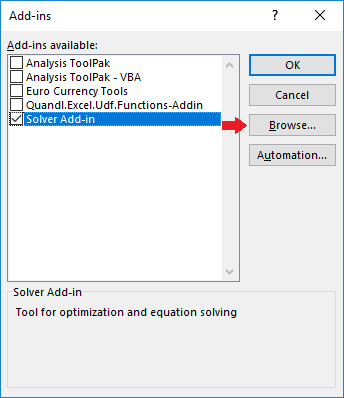 Add-ins
? ×
Add-ins available:
Analysis ToolPak
Analysis ToolPak - VBA
Euro Currency Tools
Quandl.Excel.Udf.Functions-Addin
Solver Add-in
OK
Cancel
Browse...
Automation...
Solver Add-in
Tool for optimization and equation solving